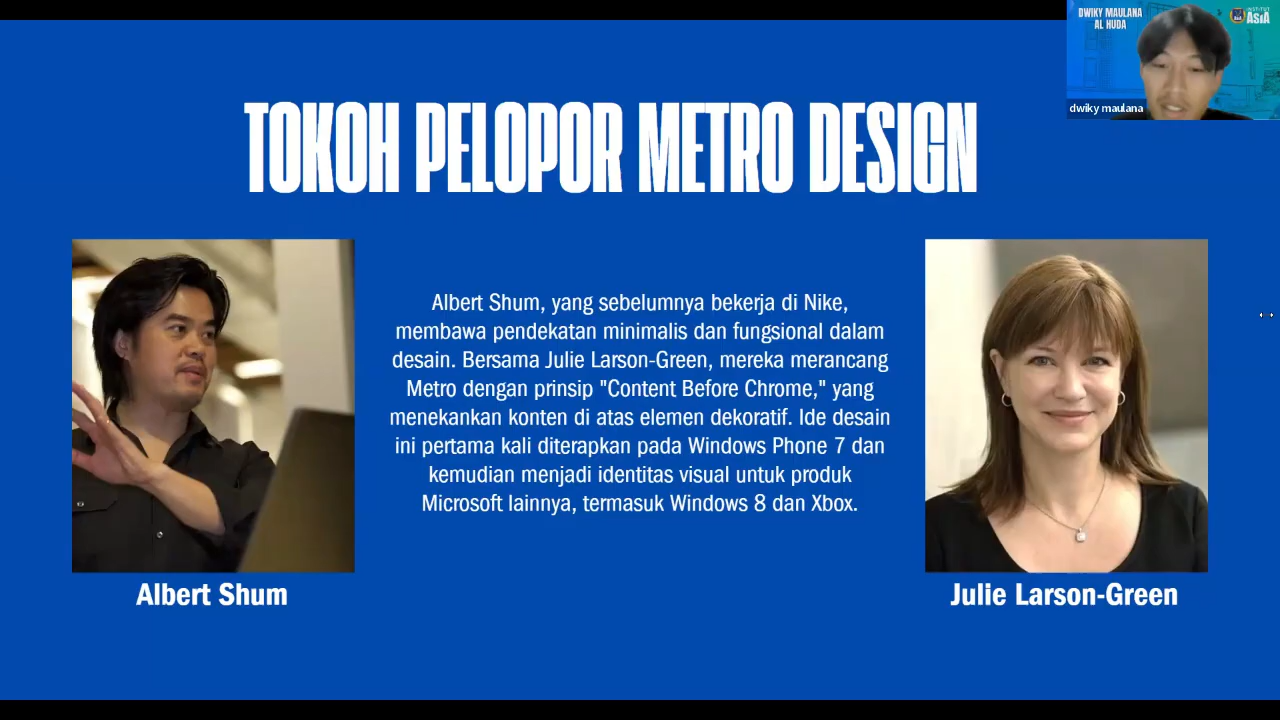 DWIKY MAULANA
AL HUDA
INSTITUT
ASIA
dwiky maulana
TOKOH PELOPOR METRO DESIGN
Albert Shum, yang sebelumnya bekerja di Nike,
membawa pendekatan minimalis dan fungsional dalam
desain. Bersama Julie Larson-Green, mereka merancang
Metro dengan prinsip "Content Before Chrome," yang
menekankan konten di atas elemen dekoratif. Ide desain
ini pertama kali diterapkan pada Windows Phone 7 dan
kemudian menjadi identitas visual untuk produk
Microsoft lainnya, termasuk Windows 8 dan Xbox.
Albert Shum
Julie Larson-Green